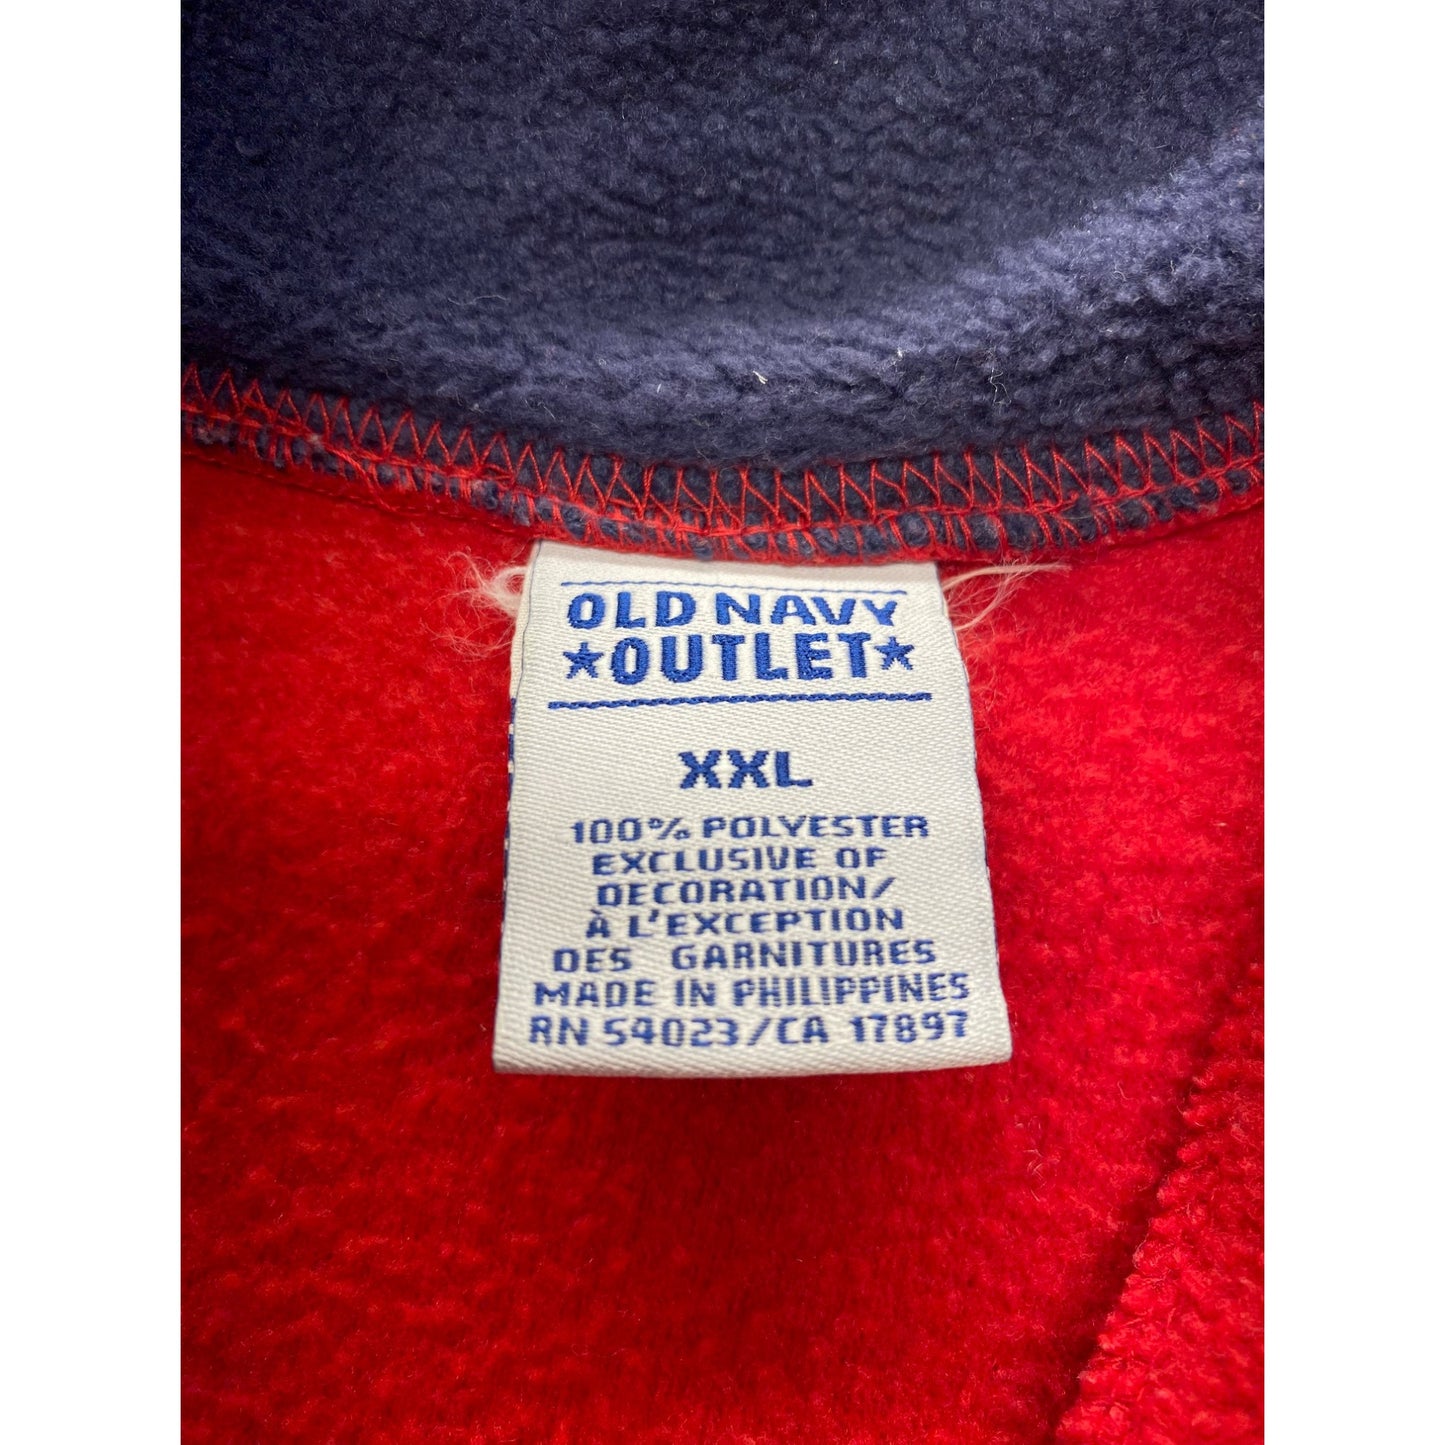 OLD NAVY
★OUTLET★
XXL
100% POLYESTER
EXCLUSIVE OF
DECORATION/
À L'EXCEPTION
DES GARNITURES
MADE IN PHILIPPINES
RN 54023/CA 17897